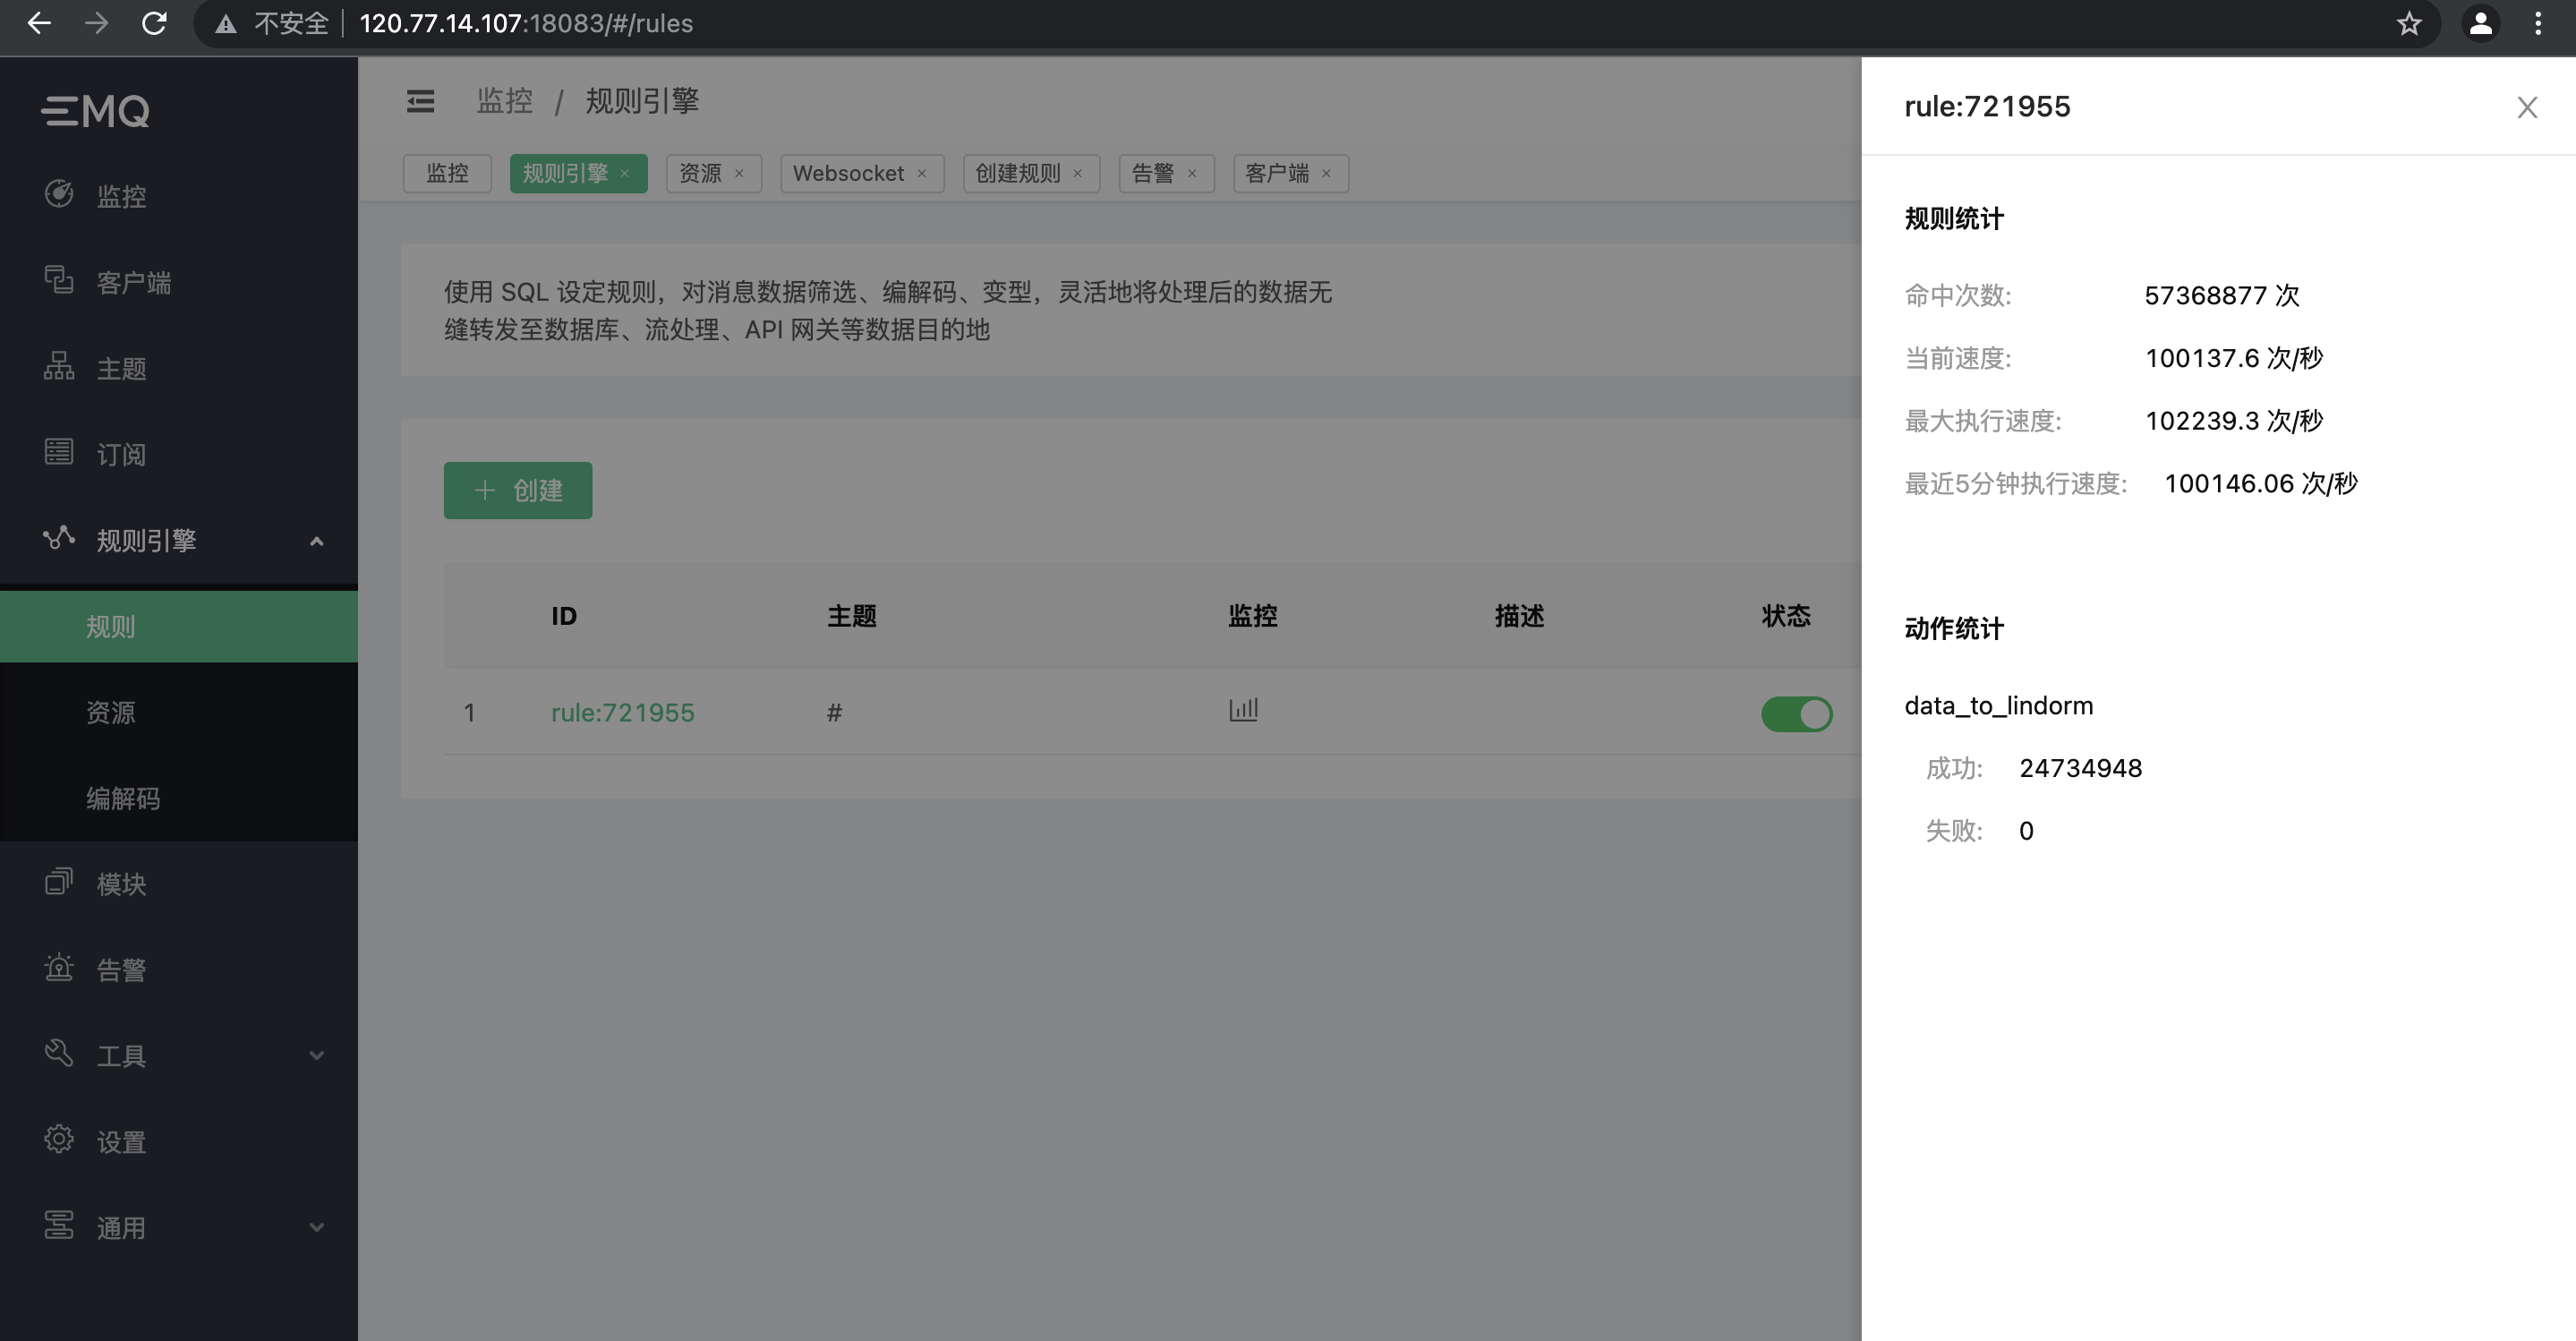 不安全 120.77.14.107:18083/#/rules
EMQ
监控
客户端
主题
订阅
规则引擎
规则
资源
编解码
模块
告警
工具
设置
通用
监控 / 规则引擎
监控 规则引擎 × 资源 × Websocket × 创建规则 × 告警 × 客户端 ×
使用 SQL 设定规则，对消息数据筛选、编解码、变型，灵活地将处理后的数据无
缝转发至数据库、流处理、API 网关等数据目的地
+ 创建
ID 主题 监控 描述 状态
1 rule:721955 #
rule:721955
规则统计
命中次数: 57368877 次
当前速度: 100137.6 次/秒
最大执行速度: 102239.3 次/秒
最近5分钟执行速度: 100146.06 次/秒
动作统计
data_to_lindorm
成功: 24734948
失败: 0